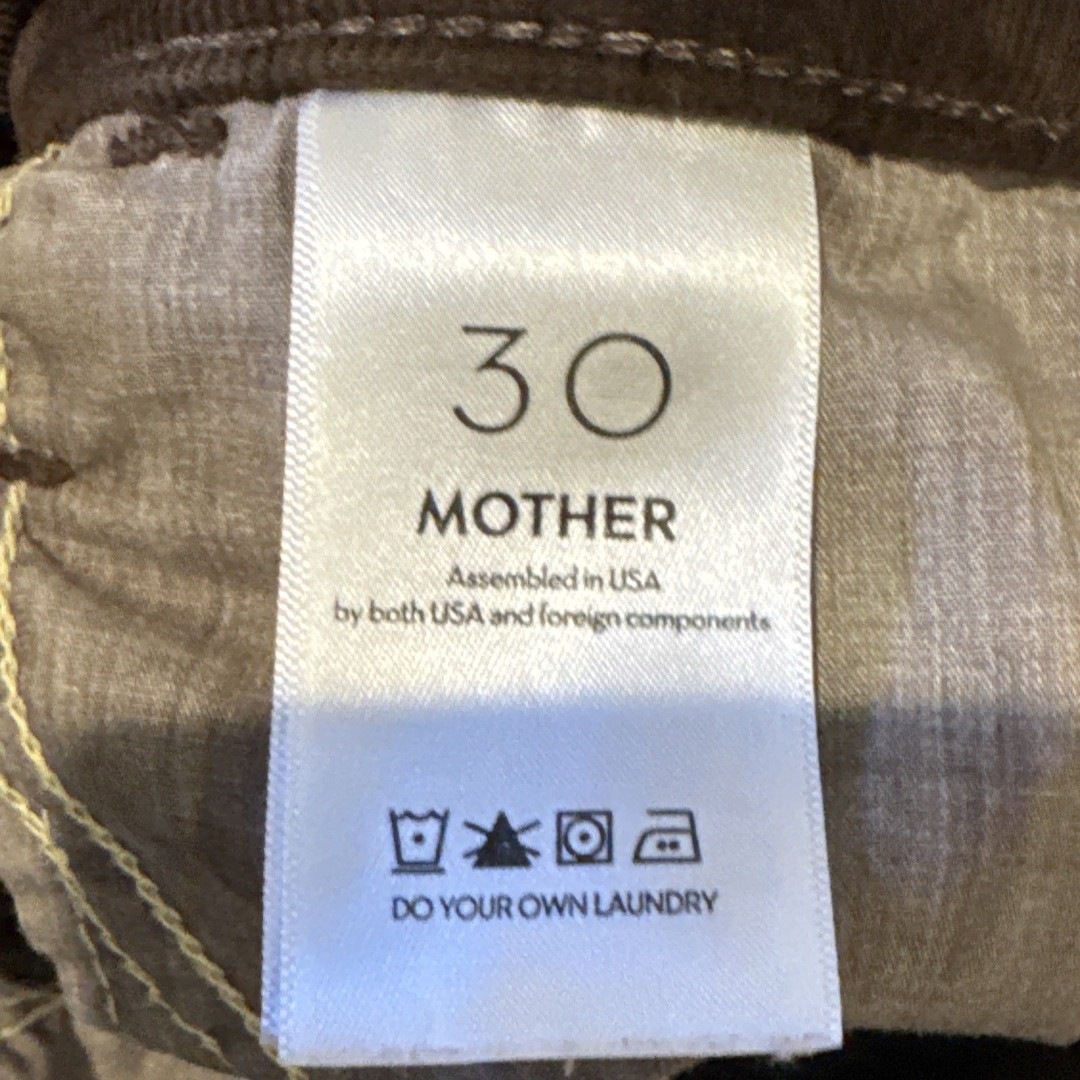 30
MOTHER
Assembled in USA
by both USA and foreign components
DO YOUR OWN LAUNDRY